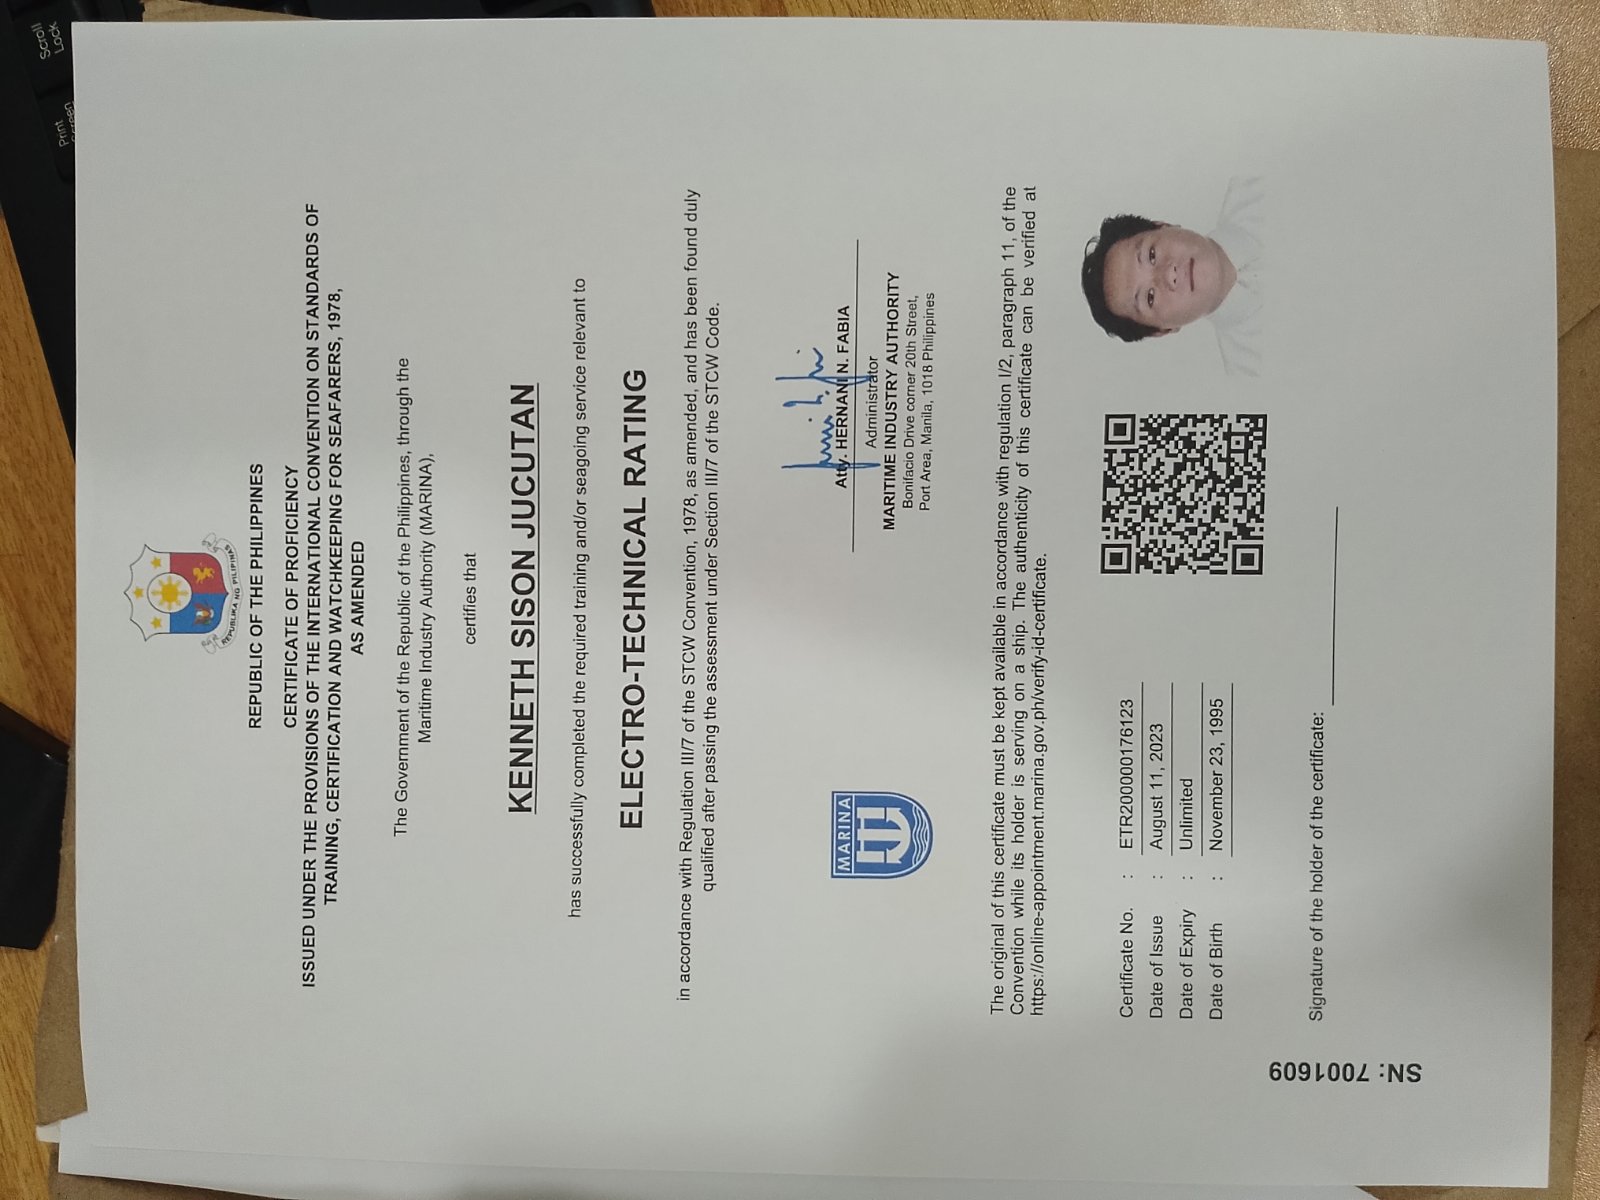 Scroll
Lock
Print
Screen
REPUBLIKA NG PILIPINAS
REPUBLIC OF THE PHILIPPINES
CERTIFICATE OF PROFICIENCY
ISSUED UNDER THE PROVISIONS OF THE INTERNATIONAL CONVENTION ON STANDARDS OF
TRAINING, CERTIFICATION AND WATCHKEEPING FOR SEAFARERS, 1978,
AS AMENDED
The Government of the Republic of the Philippines, through the
Maritime Industry Authority (MARINA),
certifies that
KENNETH SISON JUCUTAN
has successfully completed the required training and/or seagoing service relevant to
ELECTRO-TECHNICAL RATING
in accordance with Regulation III/7 of the STCW Convention, 1978, as amended, and has been found duly
qualified after passing the assessment under Section III/7 of the STCW Code.
MARINA
Atty. HERNANI N. FABIA
Administrator
MARITIME INDUSTRY AUTHORITY
Bonifacio Drive corner 20th Street,
Port Area, Manila, 1018 Philippines
The original of this certificate must be kept available in accordance with regulation I/2, paragraph 11, of the
Convention while its holder is serving on a ship. The authenticity of this certificate can be verified at
https://online-appointment.marina.gov.ph/verify-id-certificate.
Certificate No. : ETR2000000176123
Date of Issue : August 11, 2023
Date of Expiry : Unlimited
Date of Birth : November 23, 1995
Signature of the holder of the certificate:
SN: 7001609